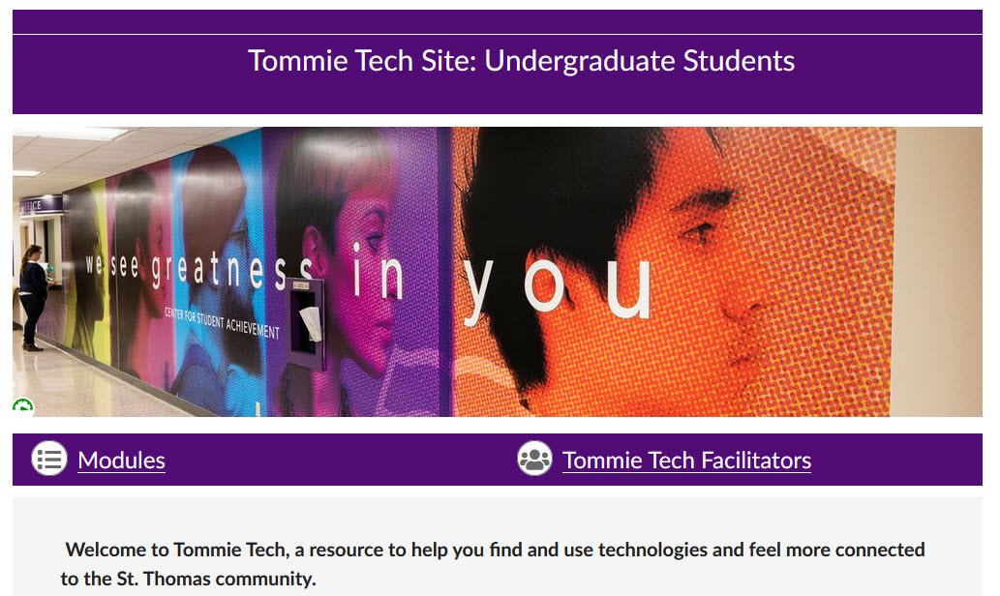 Tommie Tech Site: Undergraduate Students
we see greatness in you
CENTER FOR STUDENT ACHIEVEMENT
Modules
Tommie Tech Facilitators
Welcome to Tommie Tech, a resource to help you find and use technologies and feel more connected
to the St. Thomas community.